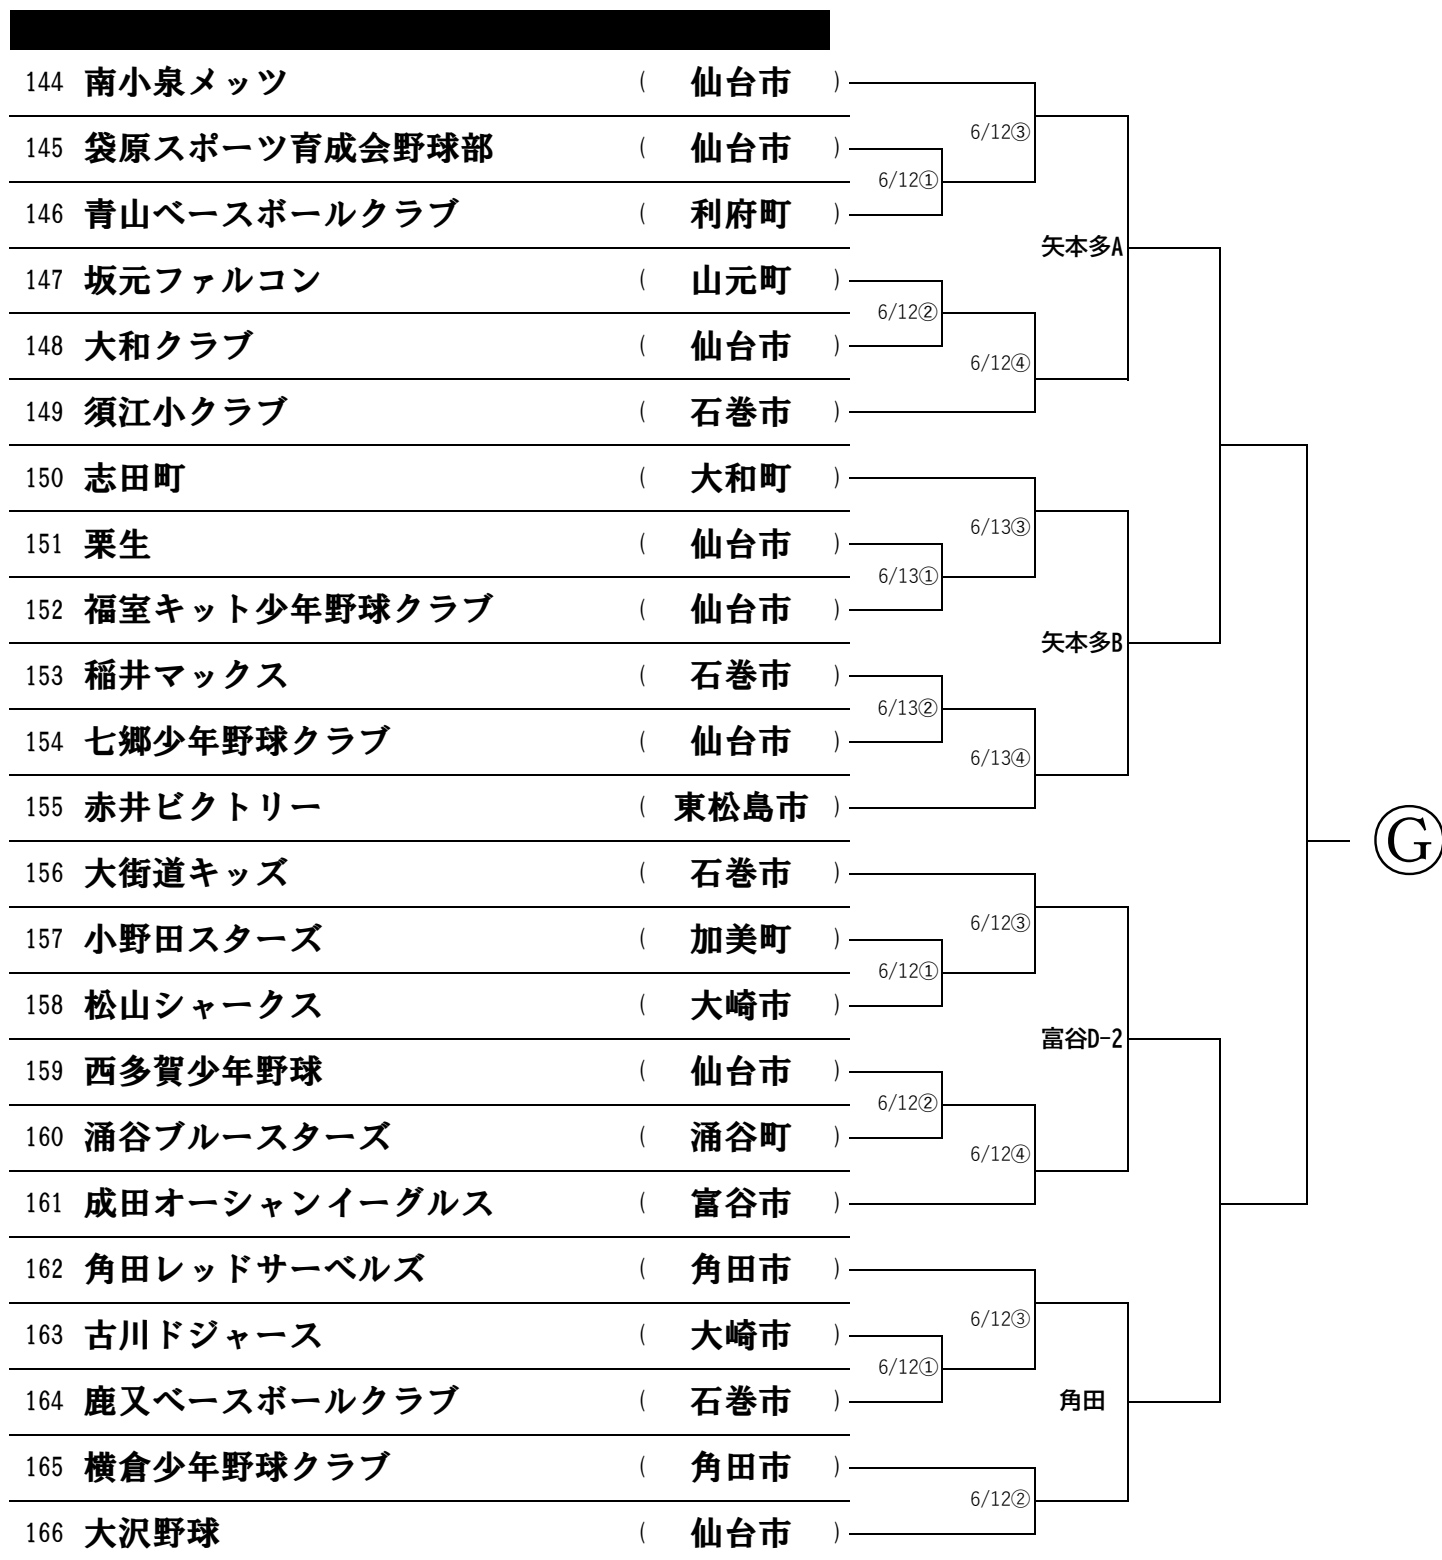 144 南小泉メッツ ( 仙台市 )
6/12③
145 袋原スポーツ育成会野球部 ( 仙台市 )
6/12①
146 青山ベースボールクラブ ( 利府町 )
矢本多A
147 坂元ファルコン ( 山元町 )
6/12②
148 大和クラブ ( 仙台市 )
6/12④
149 須江小クラブ ( 石巻市 )
150 志田町 ( 大和町 )
6/13③
151 栗生 ( 仙台市 )
6/13①
152 福室キット少年野球クラブ ( 仙台市 )
矢本多B
153 稲井マックス ( 石巻市 )
6/13②
154 七郷少年野球クラブ ( 仙台市 )
6/13④
155 赤井ビクトリー ( 東松島市 )
Ⓖ
156 大街道キッズ ( 石巻市 )
6/12③
157 小野田スターズ ( 加美町 )
6/12①
158 松山シャークス ( 大崎市 )
富谷D-2
159 西多賀少年野球 ( 仙台市 )
6/12②
160 涌谷ブルースターズ ( 涌谷町 )
6/12④
161 成田オーシャンイーグルス ( 富谷市 )
162 角田レッドサーベルズ ( 角田市 )
6/12③
163 古川ドジャース ( 大崎市 )
6/12①
164 鹿又ベースボールクラブ ( 石巻市 )
角田
165 横倉少年野球クラブ ( 角田市 )
6/12②
166 大沢野球 ( 仙台市 )